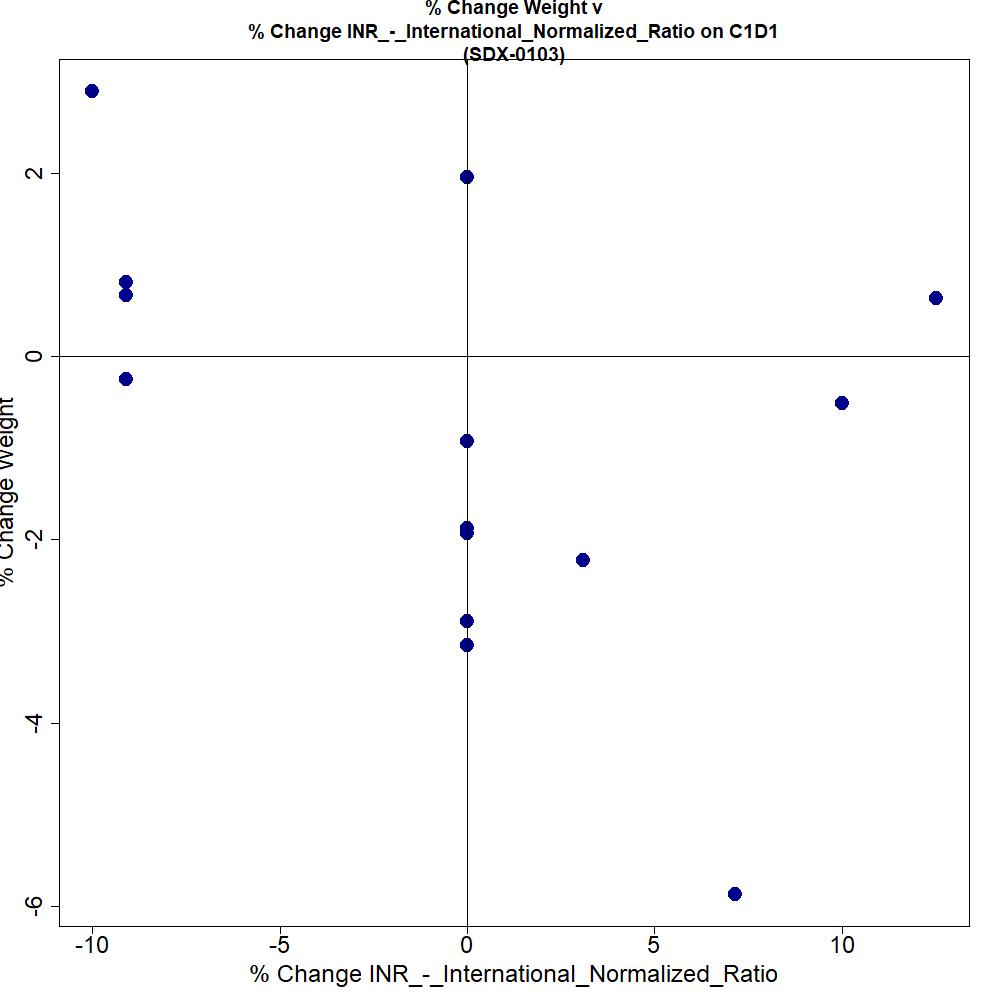 % Change Weight v
% Change INR_-_International_Normalized_Ratio on C1D1
(SDX-0103)
2
0
-2
-4
-6
% Change Weight
-10
-5
0
5
10
% Change INR_-_International_Normalized_Ratio